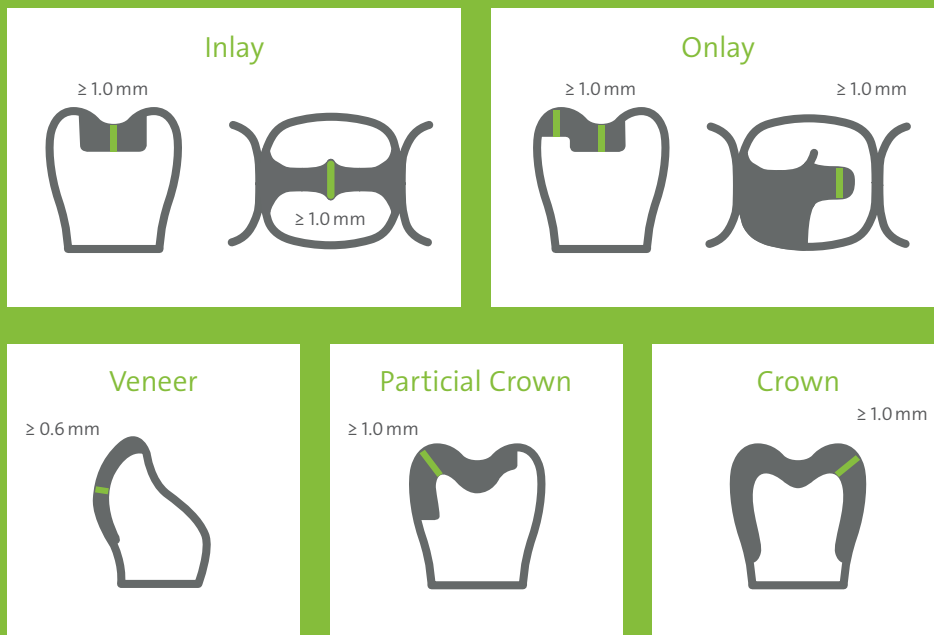 Inlay
≥ 1.0 mm
≥ 1.0 mm
Onlay
≥ 1.0 mm
≥ 1.0 mm
Veneer
≥ 0.6 mm
Particial Crown
≥ 1.0 mm
Crown
≥ 1.0 mm